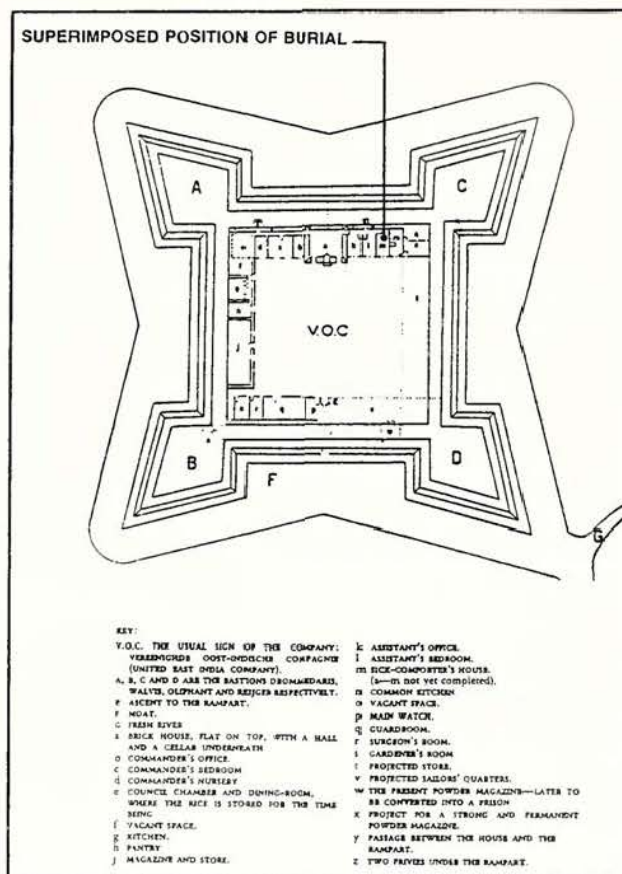 SUPERIMPOSED POSITION OF BURIAL
A
C
V.O.C
B
D
F
G
KEY:
V.O.C. THE USUAL SIGN OF THE COMPANY:
VEREENIGHDE OOST-INDISCHE COMPAGNIE
(UNITED EAST INDIA COMPANY).
A, B, C AND D ARE THE BASTIONS DROMMEDARIS,
WALVIS, OLIPHANT AND REIJGER RESPECTIVELY.
E ASCENT TO THE RAMPART.
F MOAT.
G FRESH RIVER
a BRICK HOUSE, FLAT ON TOP, WITH A HALL
AND A CELLAR UNDERNEATH
COMMANDER'S OFFICE.
c COMMANDER'S BEDROOM
d COMMANDER'S NURSERY
e COUNCIL CHAMBER AND DINING-ROOM,
WHERE THE RICE IS STORED FOR THE TIME
BEING
f VACANT SPACE.
g KITCHEN.
h PANTRY
j MAGAZINE AND STORE.
k ASSISTANT'S OFFICE.
l ASSISTANT'S BEDROOM.
m SICK-COMFORTER'S HOUSE.
(a—m not yet completed).
n COMMON KITCHEN
o VACANT SPACE.
p MAIN WATCH.
q GUARDROOM.
r SURGEON'S ROOM.
s GARDENER'S ROOM
t PROJECTED STORE.
v PROJECTED SAILORS' QUARTERS.
w THE PRESENT POWDER MAGAZINE—LATER TO
BE CONVERTED INTO A PRISON
x PROJECT FOR A STRONG AND PERMANENT
POWDER MAGAZINE.
y PASSAGE BETWEEN THE HOUSE AND THE
RAMPART.
z TWO PRIVIES UNDER THE RAMPART.